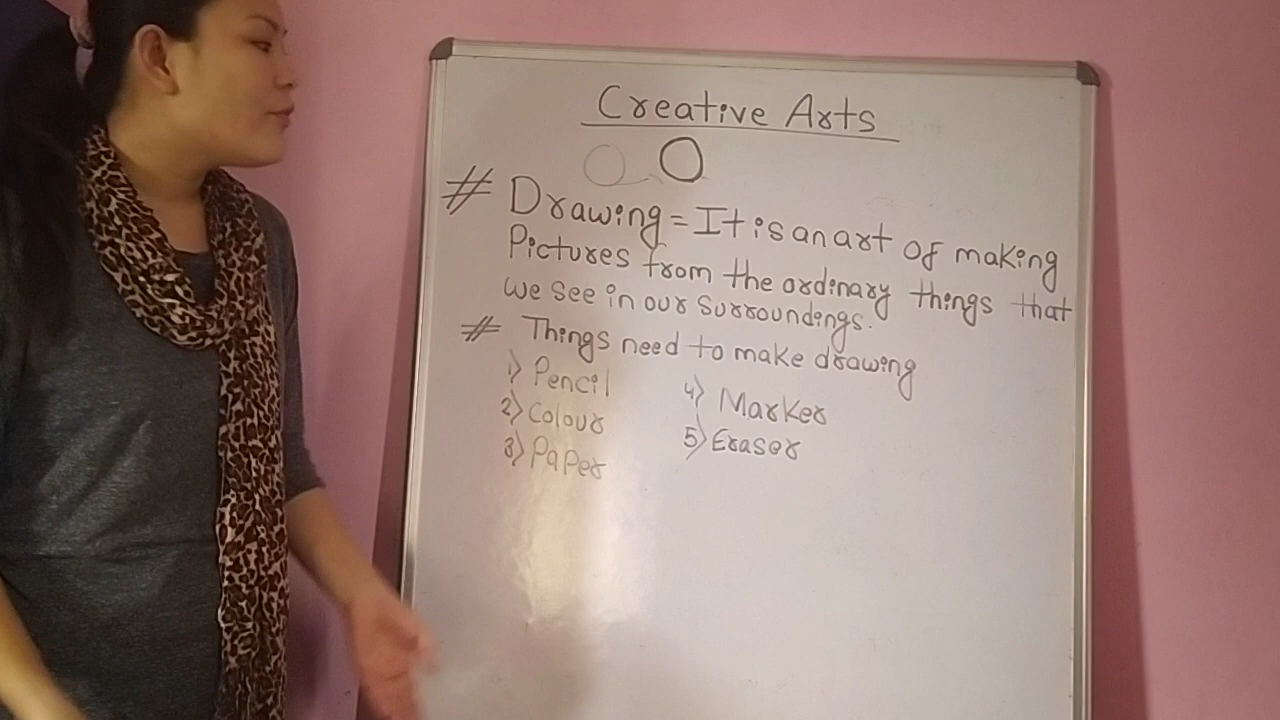 Creative Arts
# Drawing = It is an art of making
Pictures from the ordinary things that
we see in our surroundings.
# Things need to make drawing
1) Pencil
2) Colour
3) Paper
4) Marker
5) Eraser